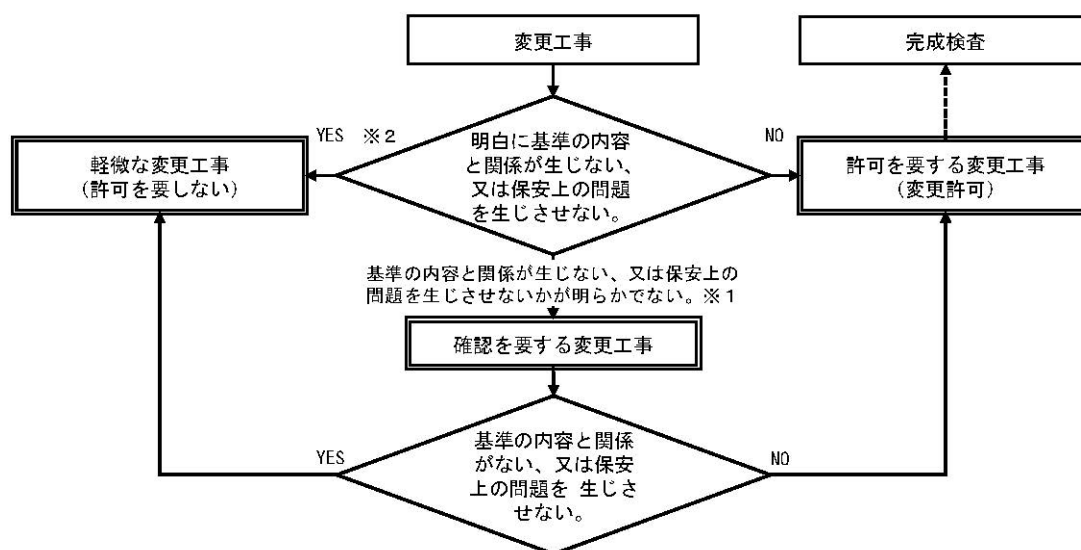 変更工事
完成検査
YES ※2
明白に基準の内容
と関係が生じない、
又は保安上の問題
を生じさせない。
NO
軽微な変更工事
(許可を要しない)
許可を要する変更工事
(変更許可)
基準の内容と関係が生じない、又は保安上の
問題を生じさせないかが明らかでない。※1
確認を要する変更工事
YES
基準の内容と関係
がない、又は保安
上の問題を 生じさ
せない。
NO